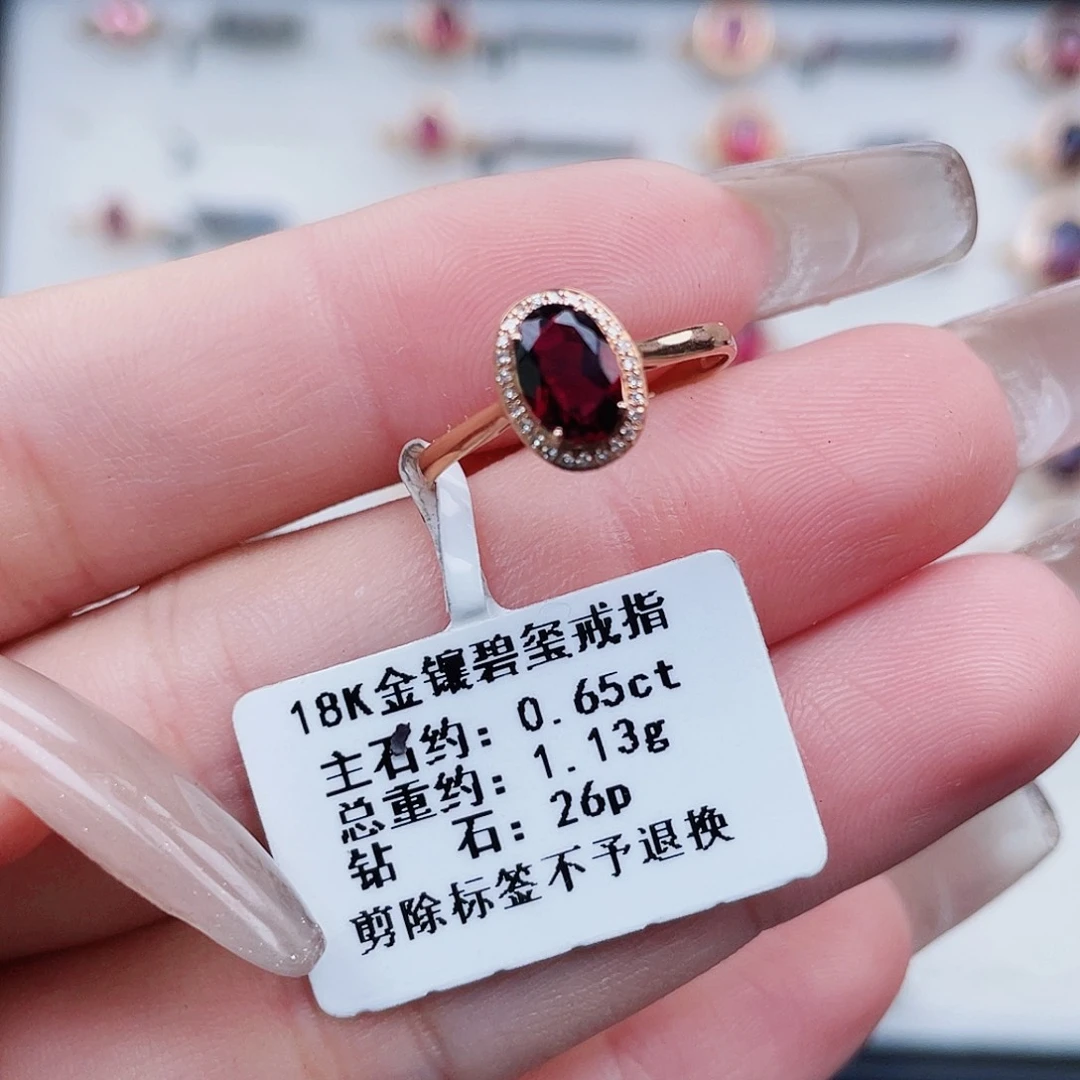 18K金镶碧玺戒指
主石约: 0.65ct
总重约: 1.13g
钻 石: 26p
剪除标签不予退换